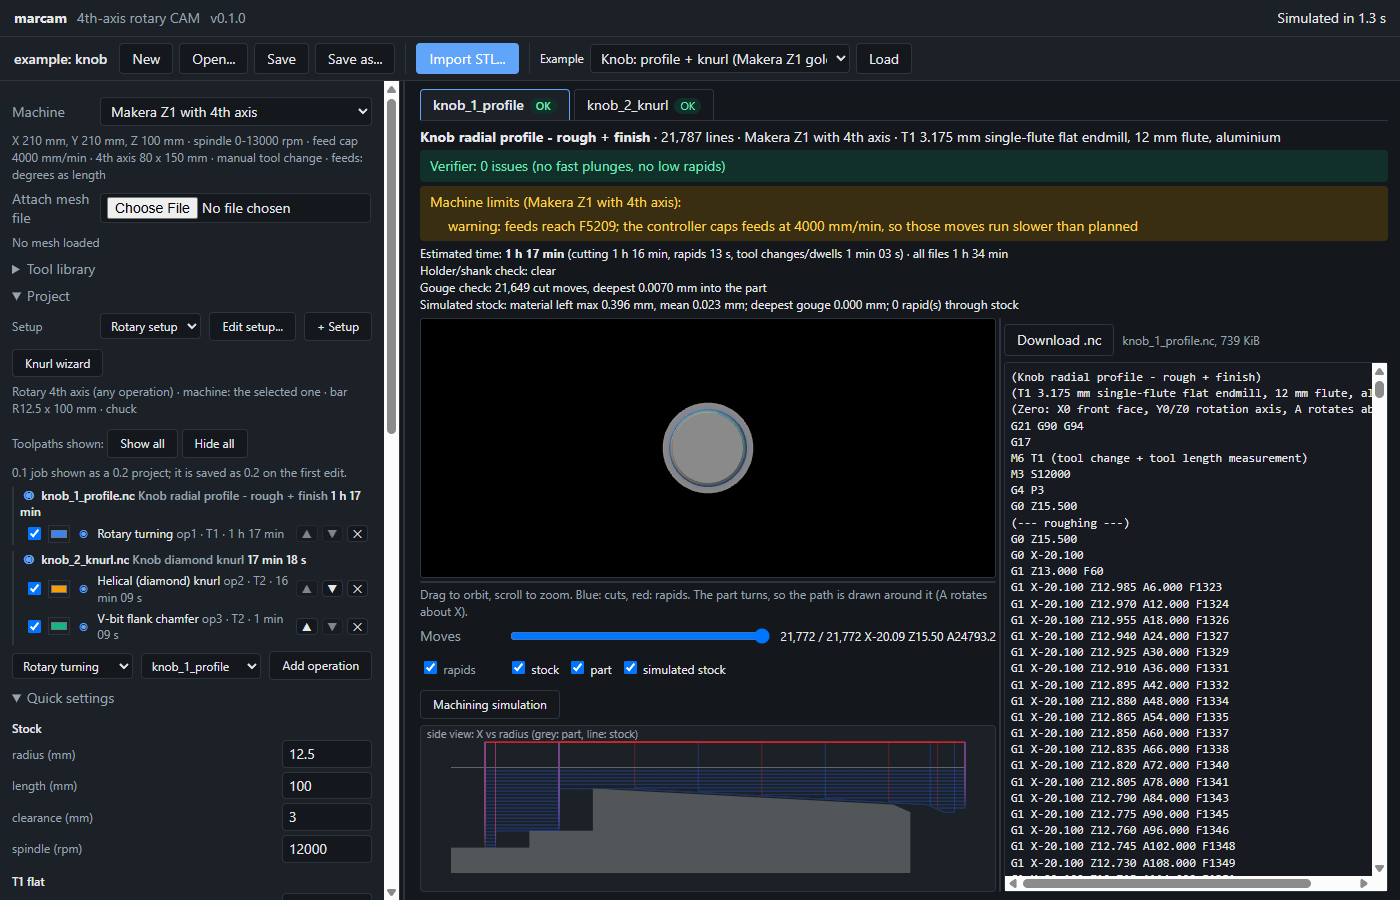 marcam 4th-axis rotary CAM v0.1.0
Simulated in 1.3 s
example: knob
New
Open...
Save
Save as...
Import STL...
Example
Knob: profile + knurl (Makera Z1 gol
Load
Machine
Makera Z1 with 4th axis
X 210 mm, Y 210 mm, Z 100 mm · spindle 0-13000 rpm · feed cap
4000 mm/min · 4th axis 80 x 150 mm · manual tool change · feeds:
degrees as length
Attach mesh
file
Choose File No file chosen
No mesh loaded
Tool library
Project
Setup
Rotary setup
Edit setup...
+ Setup
Knurl wizard
Rotary 4th axis (any operation) · machine: the selected one · bar
R12.5 x 100 mm · chuck
Toolpaths shown:
Show all
Hide all
0.1 job shown as a 0.2 project; it is saved as 0.2 on the first edit.
knob_1_profile.nc Knob radial profile - rough + finish 1 h 17
min
Rotary turning op1 · T1 · 1 h 17 min
knob_2_knurl.nc Knob diamond knurl 17 min 18 s
Helical (diamond) knurl op2 · T2 · 16
min 09 s
V-bit flank chamfer op3 · T2 · 1 min
09 s
Rotary turning
knob_1_profile
Add operation
Quick settings
Stock
radius (mm)
12.5
length (mm)
100
clearance (mm)
3
spindle (rpm)
12000
T1 flat
knob_1_profile OK
knob_2_knurl OK
Knob radial profile - rough + finish · 21,787 lines · Makera Z1 with 4th axis · T1 3.175 mm single-flute flat endmill, 12 mm flute, aluminium
Verifier: 0 issues (no fast plunges, no low rapids)
Machine limits (Makera Z1 with 4th axis):
warning: feeds reach F5209; the controller caps feeds at 4000 mm/min, so those moves run slower than planned
Estimated time: 1 h 17 min (cutting 1 h 16 min, rapids 13 s, tool changes/dwells 1 min 03 s) · all files 1 h 34 min
Holder/shank check: clear
Gouge check: 21,649 cut moves, deepest 0.0070 mm into the part
Simulated stock: material left max 0.396 mm, mean 0.023 mm; deepest gouge 0.000 mm; 0 rapid(s) through stock
Drag to orbit, scroll to zoom. Blue: cuts, red: rapids. The part turns, so the path is drawn around it (A rotates
about X).
Moves
21,772 / 21,772 X-20.09 Z15.50 A24793.2
rapids
stock
part
simulated stock
Machining simulation
side view: X vs radius (grey: part, line: stock)
Download .nc
knob_1_profile.nc, 739 KiB
(Knob radial profile - rough + finish)
(T1 3.175 mm single-flute flat endmill, 12 mm flute, al
(Zero: X0 front face, Y0/Z0 rotation axis, A rotates ab
G21 G90 G94
G17
M6 T1 (tool change + tool length measurement)
M3 S12000
G4 P3
G0 Z15.500
(--- roughing ---)
G0 Z15.500
G0 X-20.100
G1 Z13.000 F60
G1 X-20.100 Z12.985 A6.000 F1323
G1 X-20.100 Z12.970 A12.000 F1324
G1 X-20.100 Z12.955 A18.000 F1326
G1 X-20.100 Z12.940 A24.000 F1327
G1 X-20.100 Z12.925 A30.000 F1329
G1 X-20.100 Z12.910 A36.000 F1331
G1 X-20.100 Z12.895 A42.000 F1332
G1 X-20.100 Z12.880 A48.000 F1334
G1 X-20.100 Z12.865 A54.000 F1335
G1 X-20.100 Z12.850 A60.000 F1337
G1 X-20.100 Z12.835 A66.000 F1338
G1 X-20.100 Z12.820 A72.000 F1340
G1 X-20.100 Z12.805 A78.000 F1341
G1 X-20.100 Z12.790 A84.000 F1343
G1 X-20.100 Z12.775 A90.000 F1345
G1 X-20.100 Z12.760 A96.000 F1346
G1 X-20.100 Z12.745 A102.000 F1348
G1 X-20.100 Z12.730 A108.000 F1349